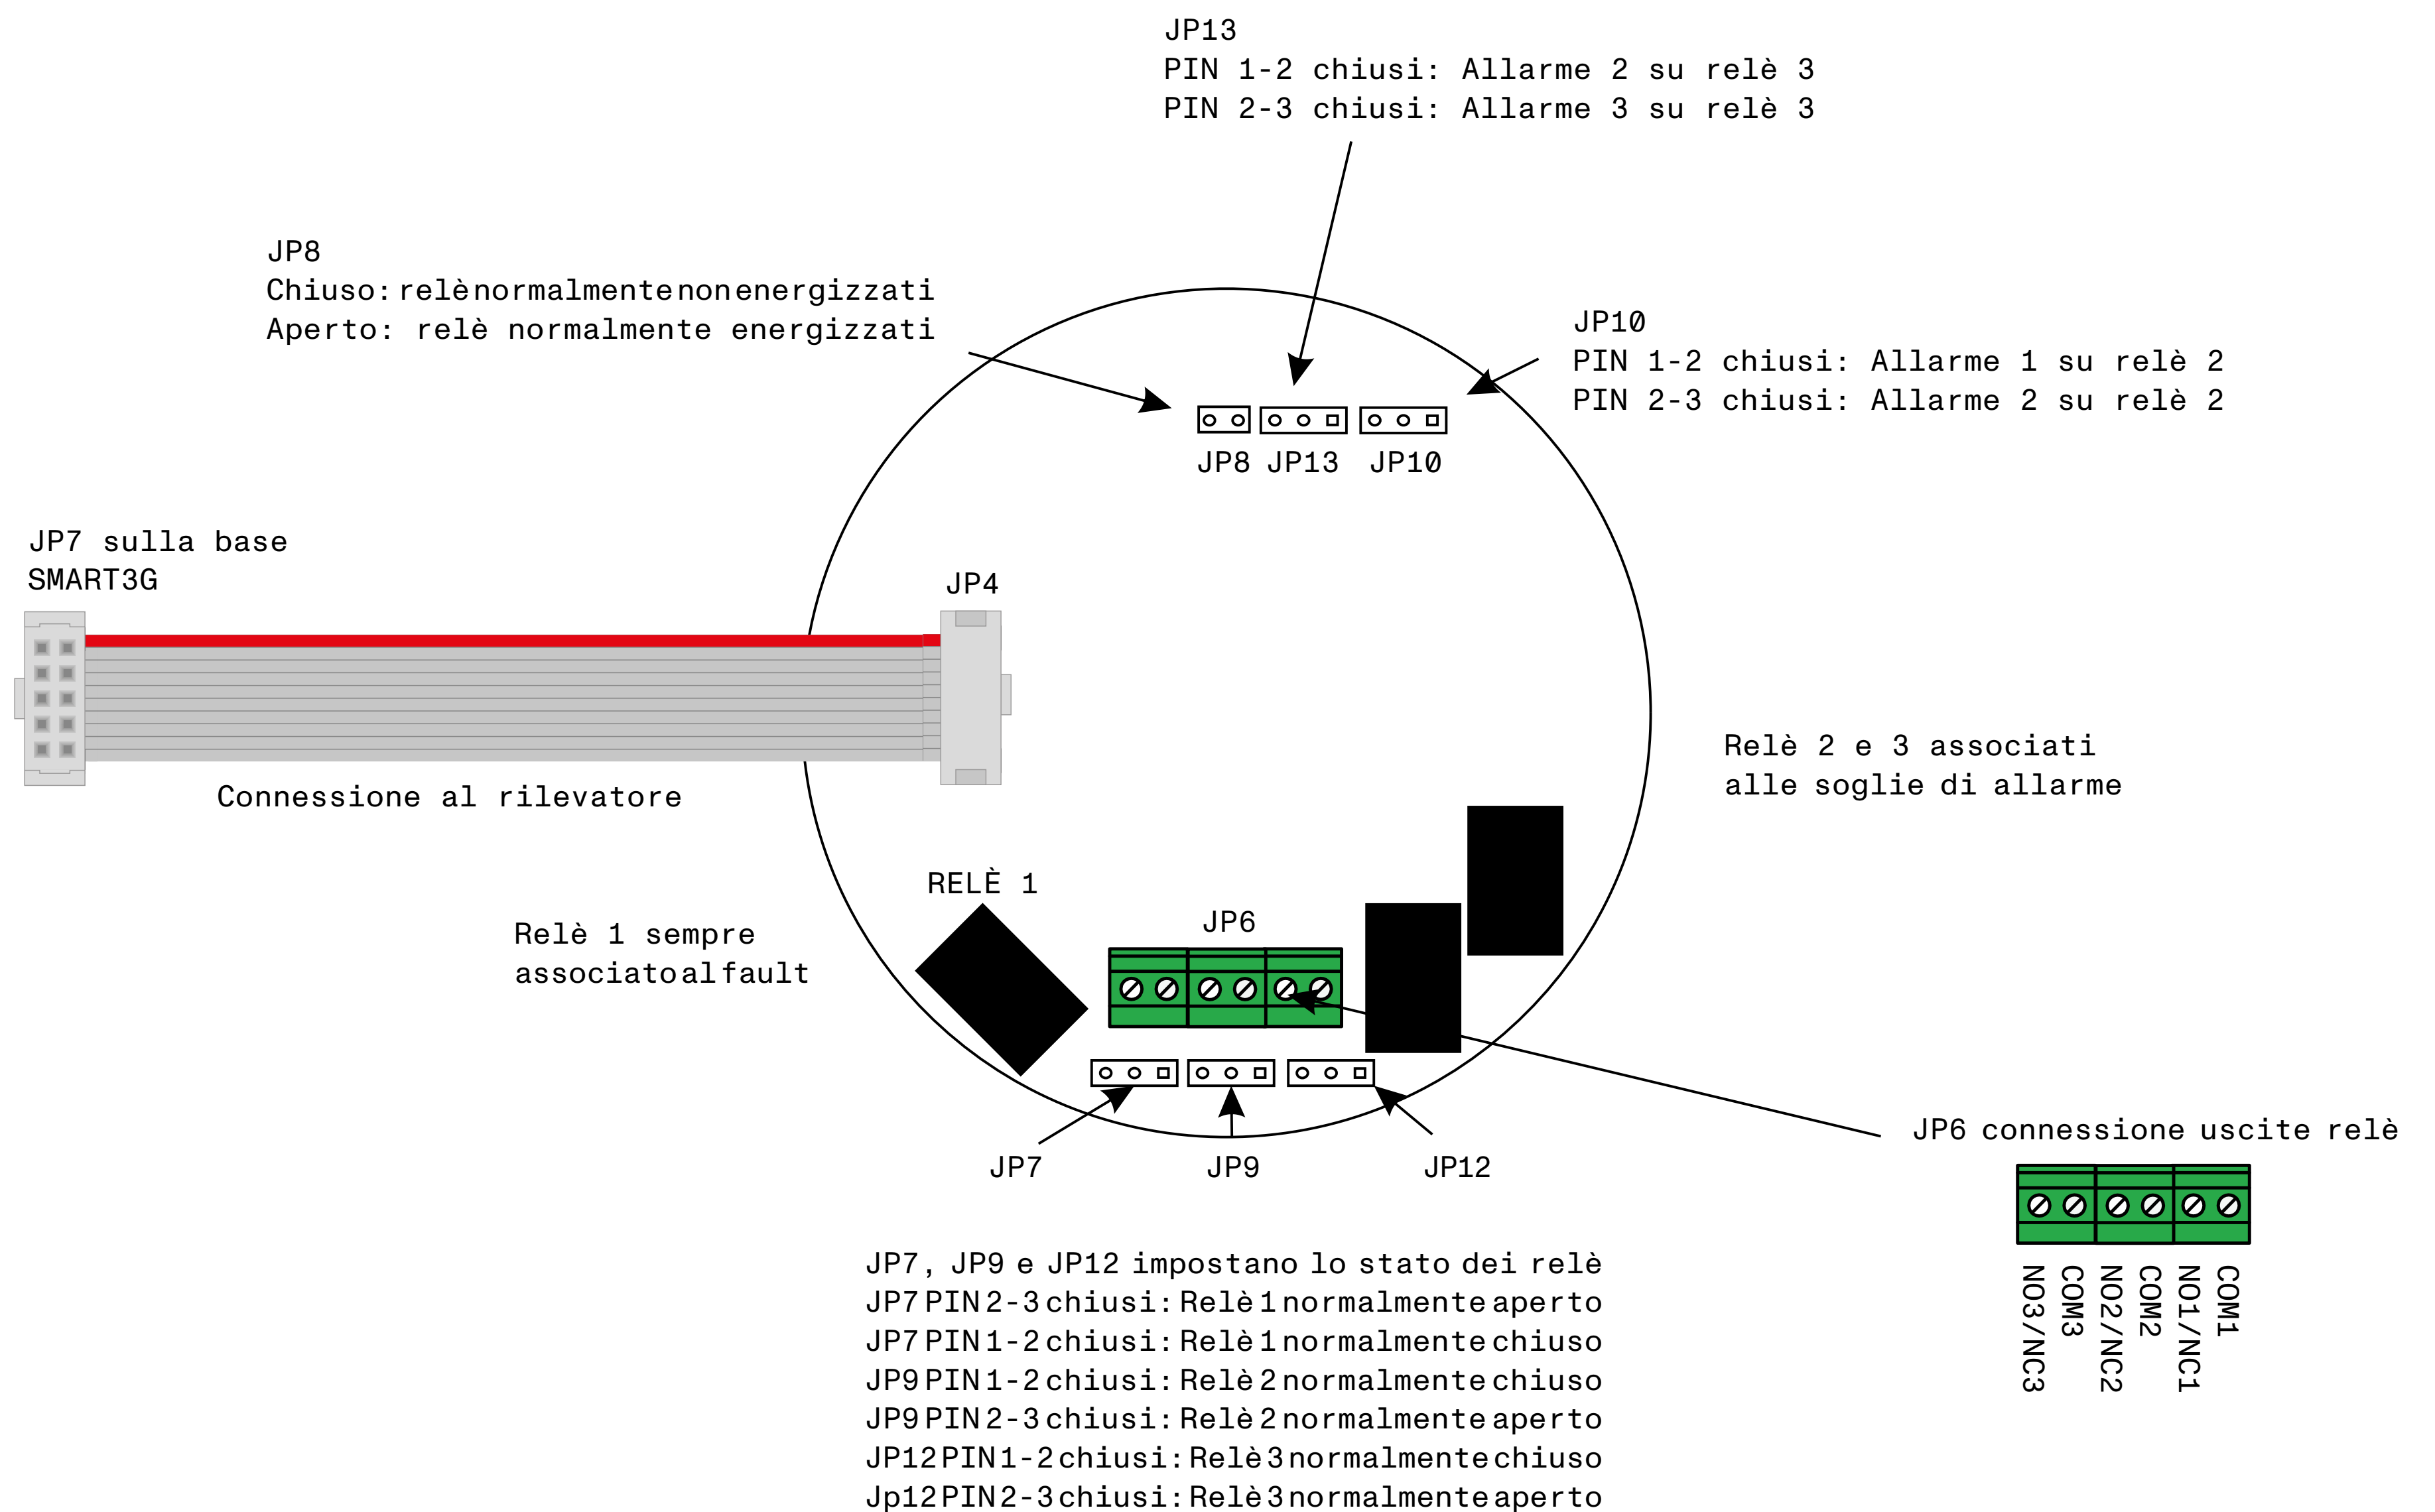 JP13
PIN 1-2 chiusi: Allarme 2 su relè 3
PIN 2-3 chiusi: Allarme 3 su relè 3
JP8
Chiuso: relè normalmente non energizzati
Aperto: relè normalmente energizzati
JP10
PIN 1-2 chiusi: Allarme 1 su relè 2
PIN 2-3 chiusi: Allarme 2 su relè 2
JP8 JP13 JP10
JP7 sulla base
SMART3G
JP4
Connessione al rilevatore
Relè 2 e 3 associati
alle soglie di allarme
RELÈ 1
Relè 1 sempre
associato al fault
JP6
JP7 JP9 JP12
JP6 connessione uscite relè
NO3/NC3
COM3
NO2/NC2
COM2
NO1/NC1
COM1
JP7, JP9 e JP12 impostano lo stato dei relè
JP7 PIN 2-3 chiusi: Relè 1 normalmente aperto
JP7 PIN 1-2 chiusi: Relè 1 normalmente chiuso
JP9 PIN 1-2 chiusi: Relè 2 normalmente chiuso
JP9 PIN 2-3 chiusi: Relè 2 normalmente aperto
JP12 PIN 1-2 chiusi: Relè 3 normalmente chiuso
Jp12 PIN 2-3 chiusi: Relè 3 normalmente aperto